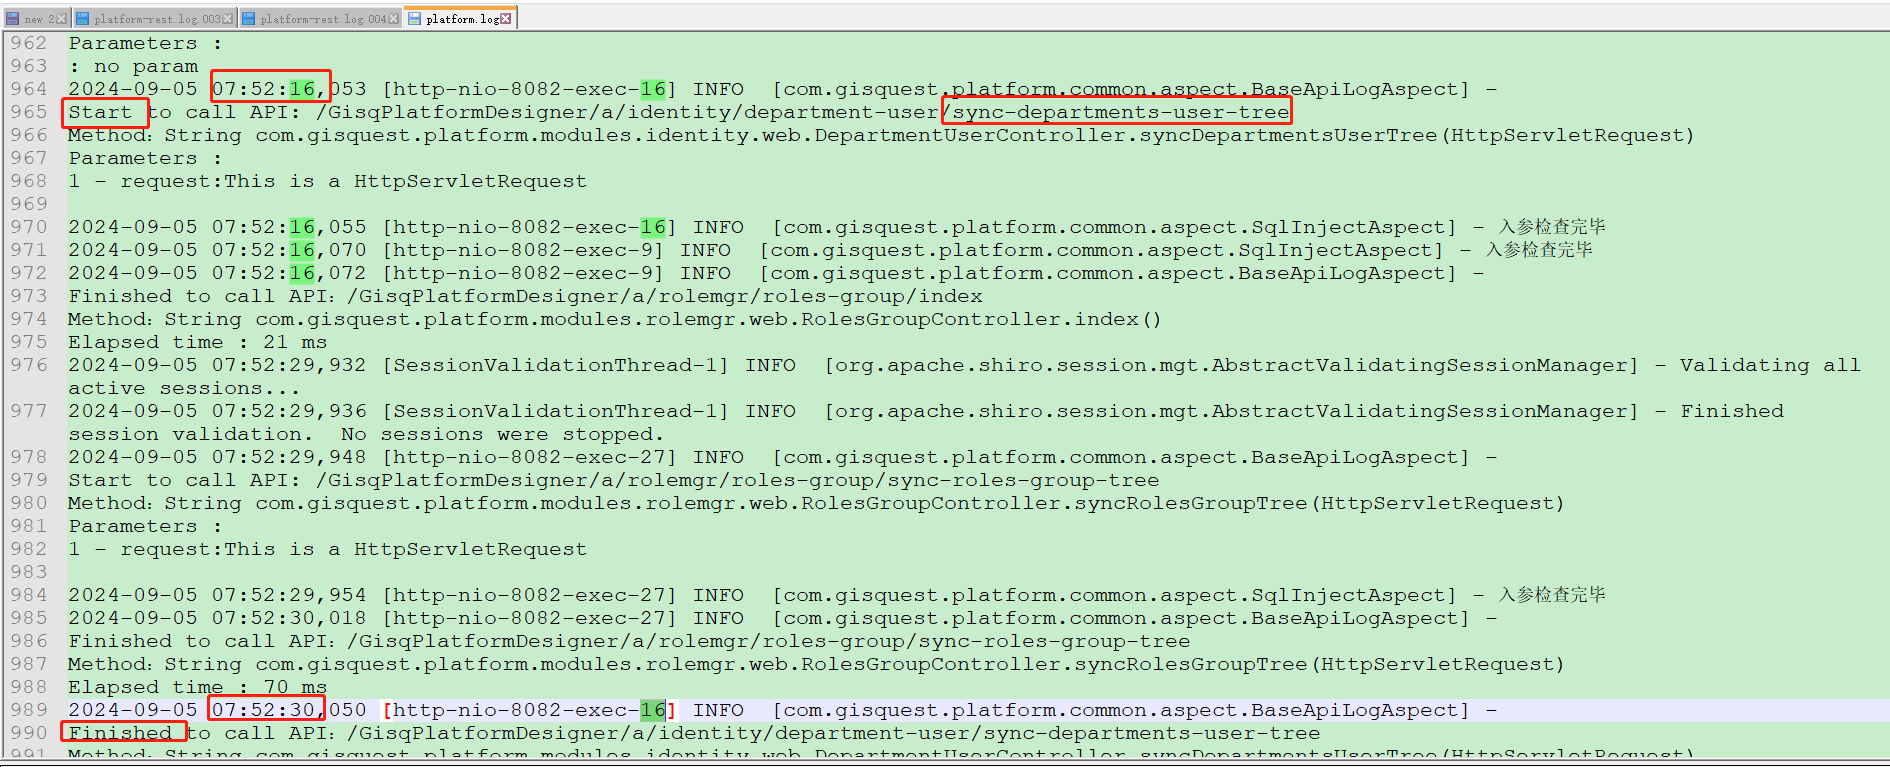 new 2 platform-rest.log.003 platform-rest.log.004 platform.log
962 Parameters :
963 : no param
964 2024-09-05 07:52:16,053 [http-nio-8082-exec-16] INFO  [com.gisquest.platform.common.aspect.BaseApiLogAspect] -
965 Start to call API: /GisqPlatformDesigner/a/identity/department-user/sync-departments-user-tree
966 Method: String com.gisquest.platform.modules.identity.web.DepartmentUserController.syncDepartmentsUserTree(HttpServletRequest)
967 Parameters :
968 1 - request:This is a HttpServletRequest
969
970 2024-09-05 07:52:16,055 [http-nio-8082-exec-16] INFO  [com.gisquest.platform.common.aspect.SqlInjectAspect] - 入参检查完毕
971 2024-09-05 07:52:16,070 [http-nio-8082-exec-9] INFO  [com.gisquest.platform.common.aspect.SqlInjectAspect] - 入参检查完毕
972 2024-09-05 07:52:16,072 [http-nio-8082-exec-9] INFO  [com.gisquest.platform.common.aspect.BaseApiLogAspect] -
973 Finished to call API: /GisqPlatformDesigner/a/rolemgr/roles-group/index
974 Method: String com.gisquest.platform.modules.rolemgr.web.RolesGroupController.index()
975 Elapsed time : 21 ms
976 2024-09-05 07:52:29,932 [SessionValidationThread-1] INFO  [org.apache.shiro.session.mgt.AbstractValidatingSessionManager] - Validating all
active sessions...
977 2024-09-05 07:52:29,936 [SessionValidationThread-1] INFO  [org.apache.shiro.session.mgt.AbstractValidatingSessionManager] - Finished
session validation.  No sessions were stopped.
978 2024-09-05 07:52:29,948 [http-nio-8082-exec-27] INFO  [com.gisquest.platform.common.aspect.BaseApiLogAspect] -
979 Start to call API: /GisqPlatformDesigner/a/rolemgr/roles-group/sync-roles-group-tree
980 Method: String com.gisquest.platform.modules.rolemgr.web.RolesGroupController.syncRolesGroupTree(HttpServletRequest)
981 Parameters :
982 1 - request:This is a HttpServletRequest
983
984 2024-09-05 07:52:29,954 [http-nio-8082-exec-27] INFO  [com.gisquest.platform.common.aspect.SqlInjectAspect] - 入参检查完毕
985 2024-09-05 07:52:30,018 [http-nio-8082-exec-27] INFO  [com.gisquest.platform.common.aspect.BaseApiLogAspect] -
986 Finished to call API: /GisqPlatformDesigner/a/rolemgr/roles-group/sync-roles-group-tree
987 Method: String com.gisquest.platform.modules.rolemgr.web.RolesGroupController.syncRolesGroupTree(HttpServletRequest)
988 Elapsed time : 70 ms
989 2024-09-05 07:52:30,050 [http-nio-8082-exec-16] INFO  [com.gisquest.platform.common.aspect.BaseApiLogAspect] -
990 Finished to call API: /GisqPlatformDesigner/a/identity/department-user/sync-departments-user-tree
991 Method: String com.gisquest.platform.modules.identity.web.DepartmentUserController.syncDepartmentsUserTree(HttpServletRequest)